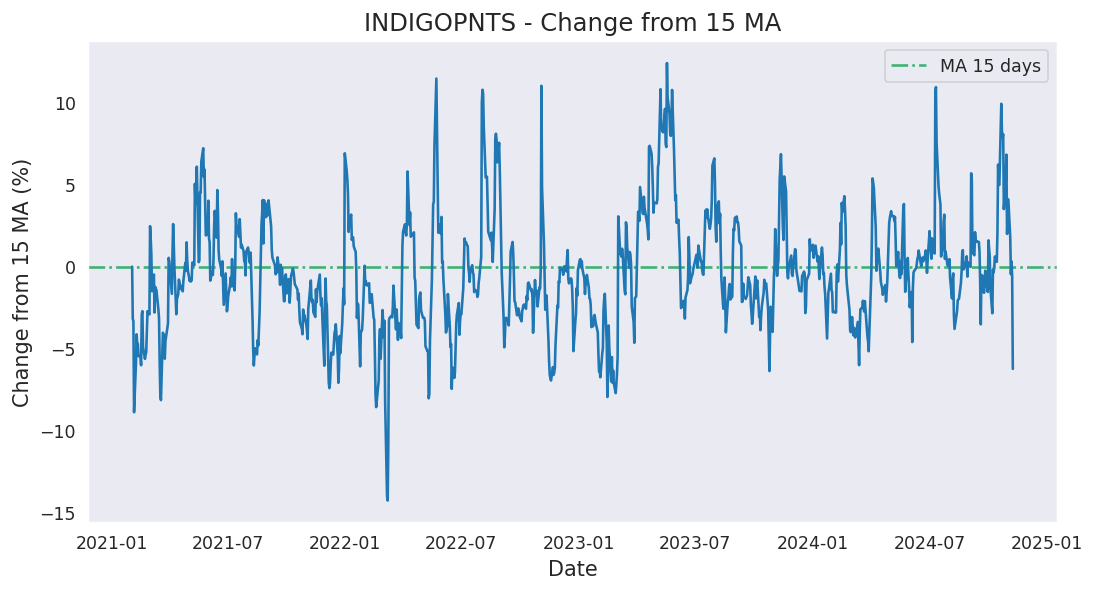 INDIGOPNTS - Change from 15 MA
MA 15 days
Change from 15 MA (%)
10
5
0
−5
−10
−15
2021-01 2021-07 2022-01 2022-07 2023-01 2023-07 2024-01 2024-07 2025-01
Date